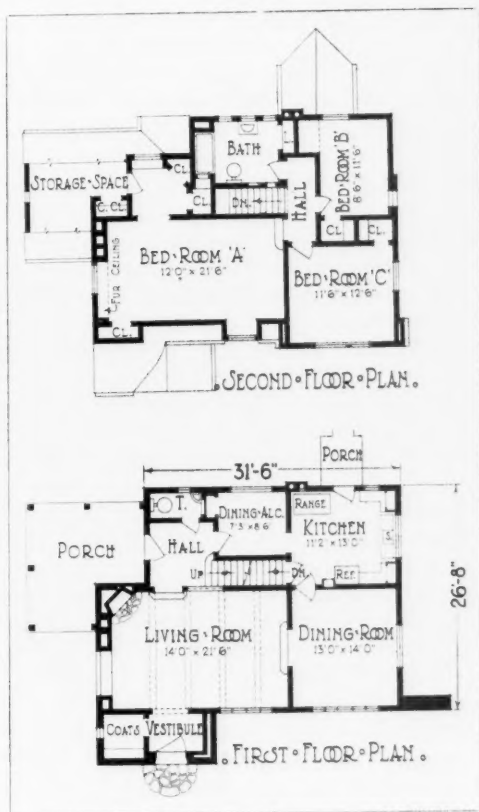 BATH
BED·ROOM 'B'
8'6" x 11'6"
STORAGE·SPACE
CL.
C.CL.
CL.
DN.
HALL
CL.
CL.
BED·ROOM 'A'
12'0" x 21'6"
FUR CEILING
BED·ROOM 'C'
11'6" x 12'6"
CL.
·SECOND·FLOOR·PLAN·
PORCH
31'-6"
T.
DINING·ALC.
7'3 x 8'6"
RANGE
KITCHEN
11'2" x 13'0"
S.
PORCH
HALL
UP
DN.
REF.
26'-8"
LIVING·ROOM
14'0" x 21'6"
DINING·ROOM
13'0" x 14'0"
COATS
VESTIBULE
·FIRST·FLOOR·PLAN·